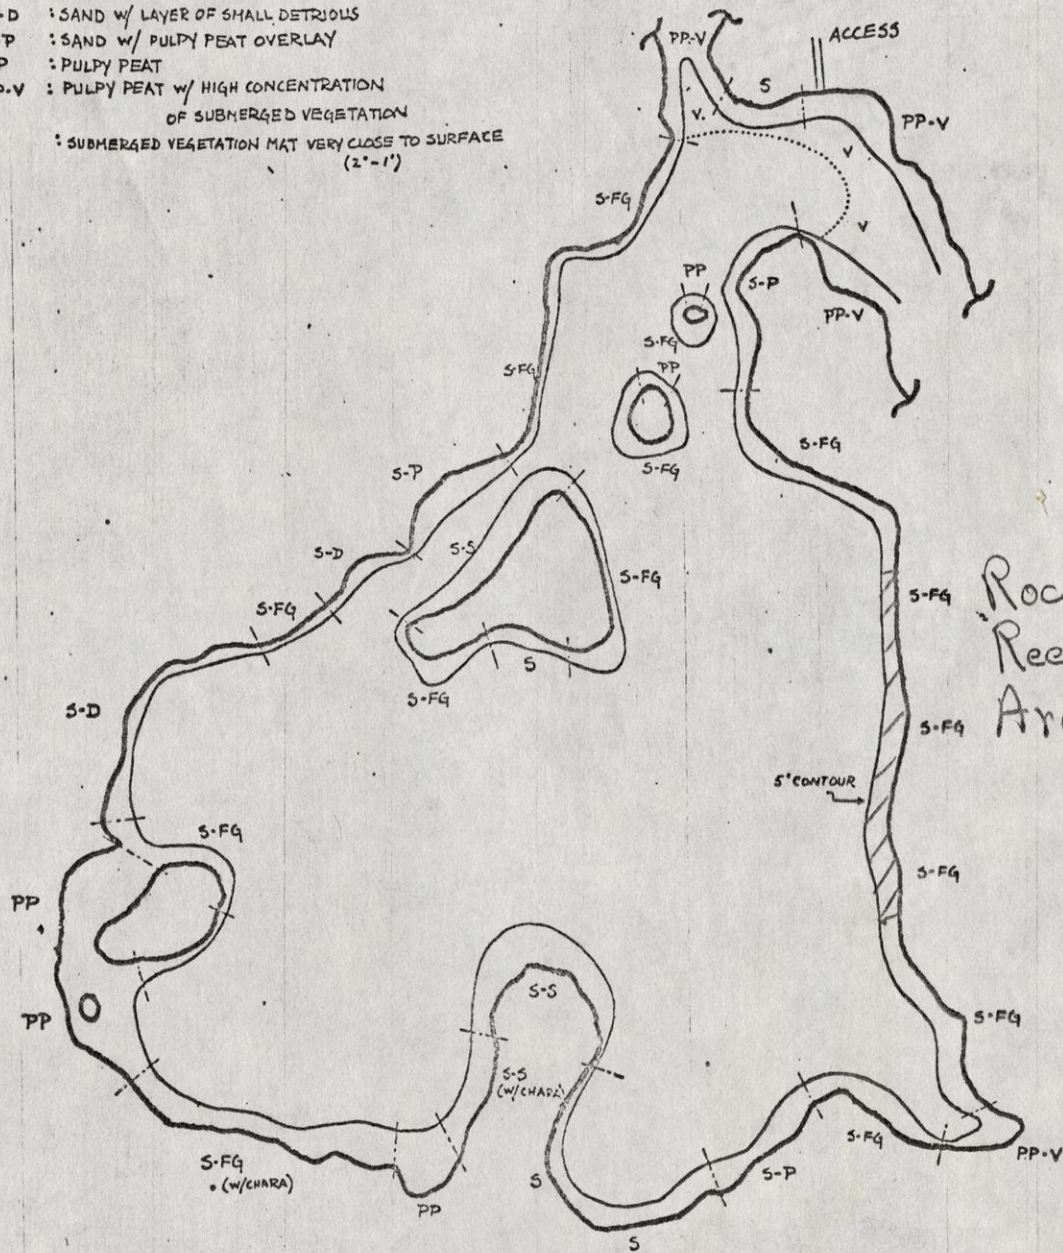 -D : SAND W/ LAYER OF SMALL DETRIOUS
-P : SAND W/ PULPY PEAT OVERLAY
P : PULPY PEAT
P.V : PULPY PEAT W/ HIGH CONCENTRATION
OF SUBMERGED VEGETATION
: SUBMERGED VEGETATION MAT VERY CLOSE TO SURFACE
(2"-1')
PP-V
ACCESS
S
V.
PP-V
V
S-FG
V
PP
S-P
PP-V
S-FG
PP
S-FG
S-FG
S-FG
S-P
S-D
S-S
S-FG
S-FG
S-FG
S
S-FG
S-D
S-FG
5' CONTOUR
S-FG
S-FG
PP
S-S
PP
S-FG
S-S
(W/CHARA)
S-FG
(W/CHARA)
PP
S
S-P
S-FG
PP-V
S